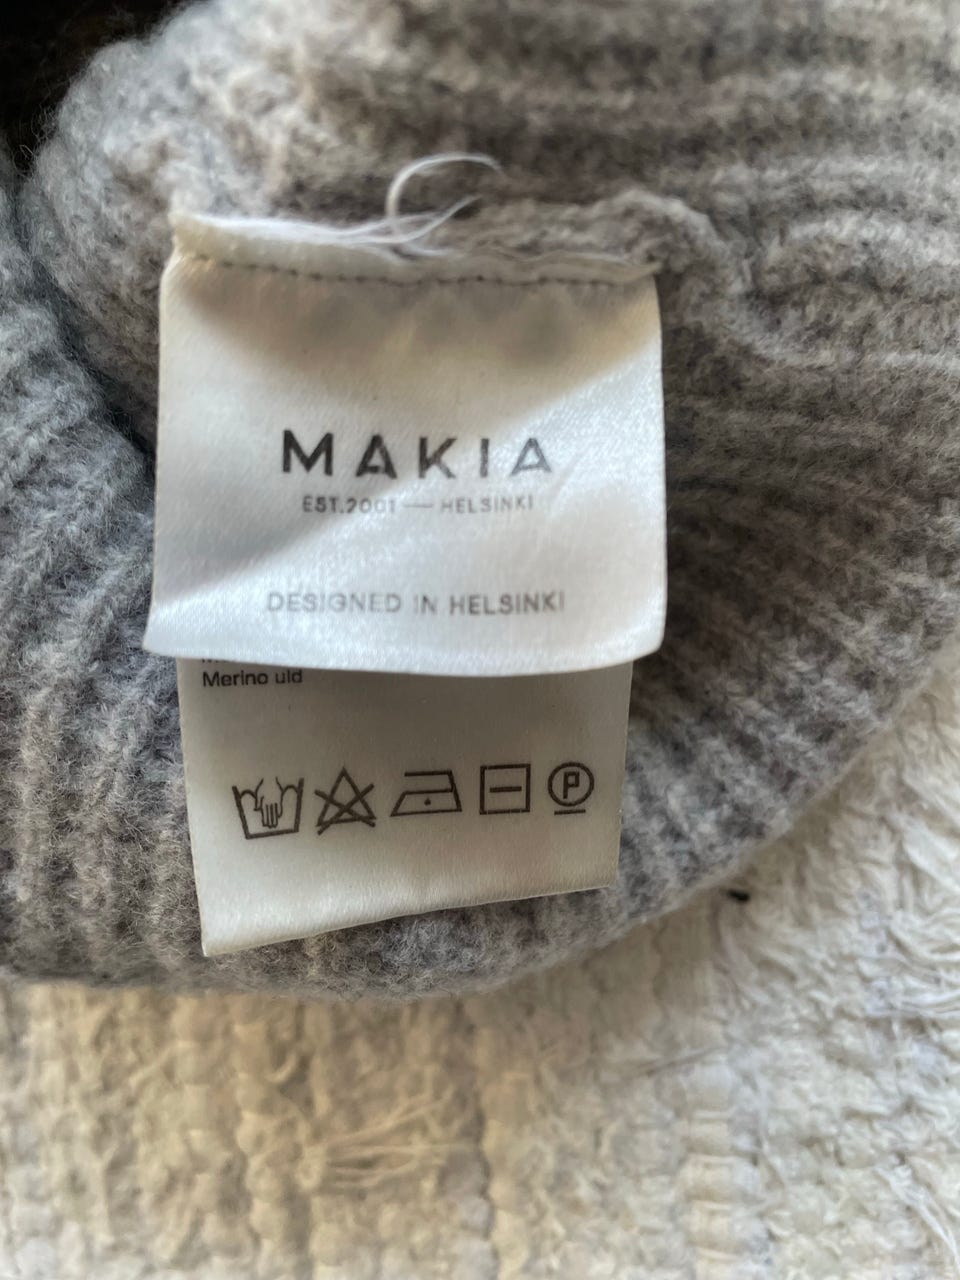 MAKIA
EST.2001 — HELSINKI
DESIGNED IN HELSINKI
Merino uld
P